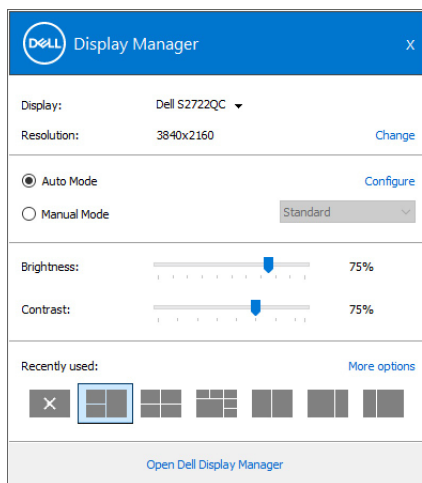 DELL Display Manager X
Display: Dell S2722QC
Resolution: 3840x2160 Change
Auto Mode Configure
Manual Mode Standard
Brightness: 75%
Contrast: 75%
Recently used: More options
Open Dell Display Manager